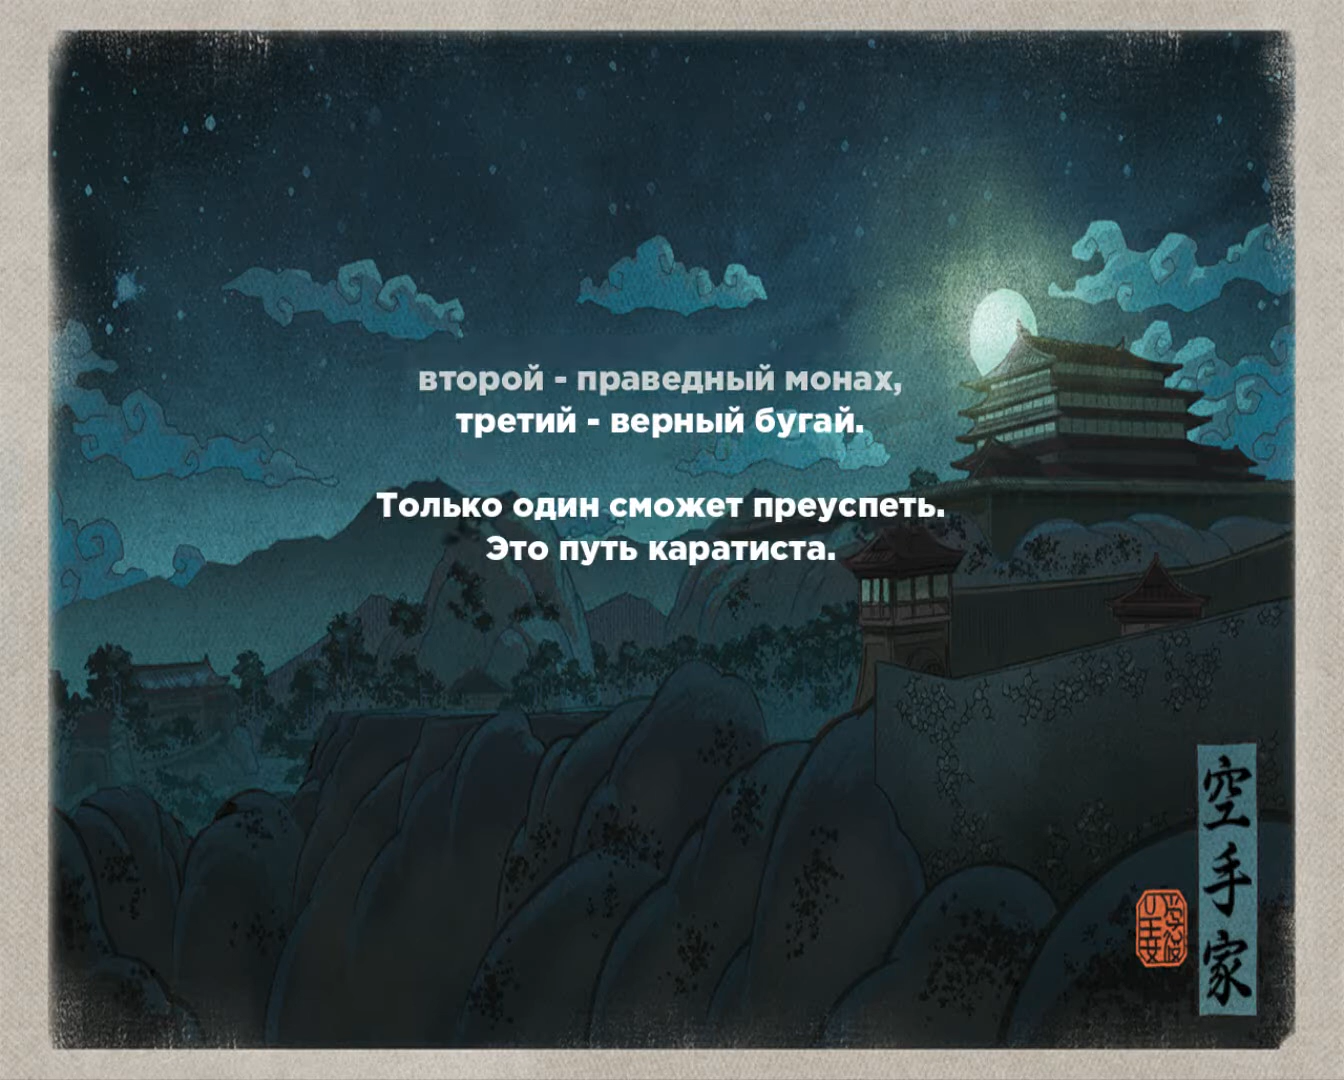 второй - праведный монах,
третий - верный бугай.
Только один сможет преуспеть.
Это путь каратиста.
空手家